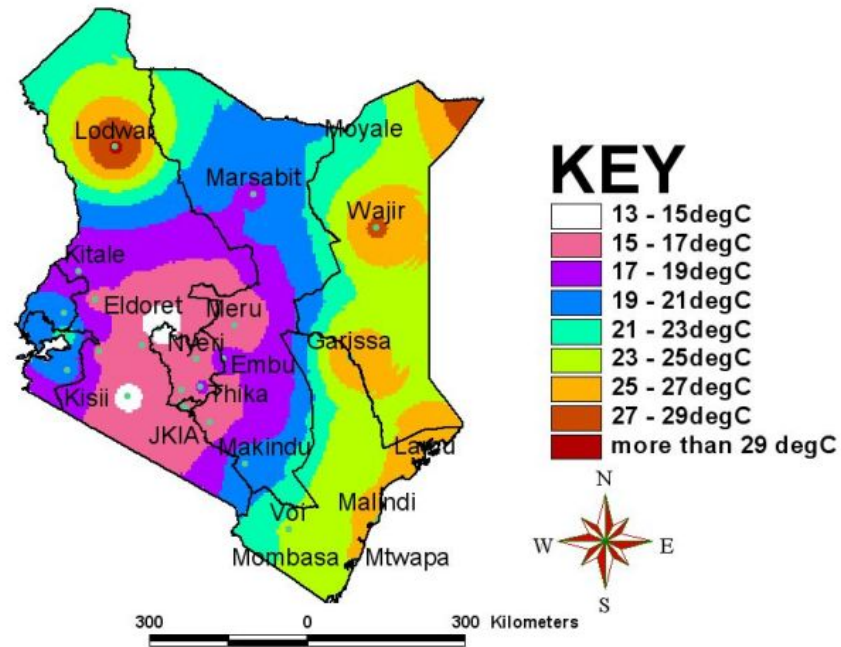 Lodwar
Moyale
Marsabit
Wajir
Kitale
Eldoret
Meru
Nyeri
Garissa
Embu
Kisii
Thika
JKIA
Makindu
Lamu
Malindi
Voi
Mombasa
Mtwapa
KEY
13 - 15degC
15 - 17degC
17 - 19degC
19 - 21degC
21 - 23degC
23 - 25degC
25 - 27degC
27 - 29degC
more than 29 degC
N
W
E
S
300
0
300
Kilometers